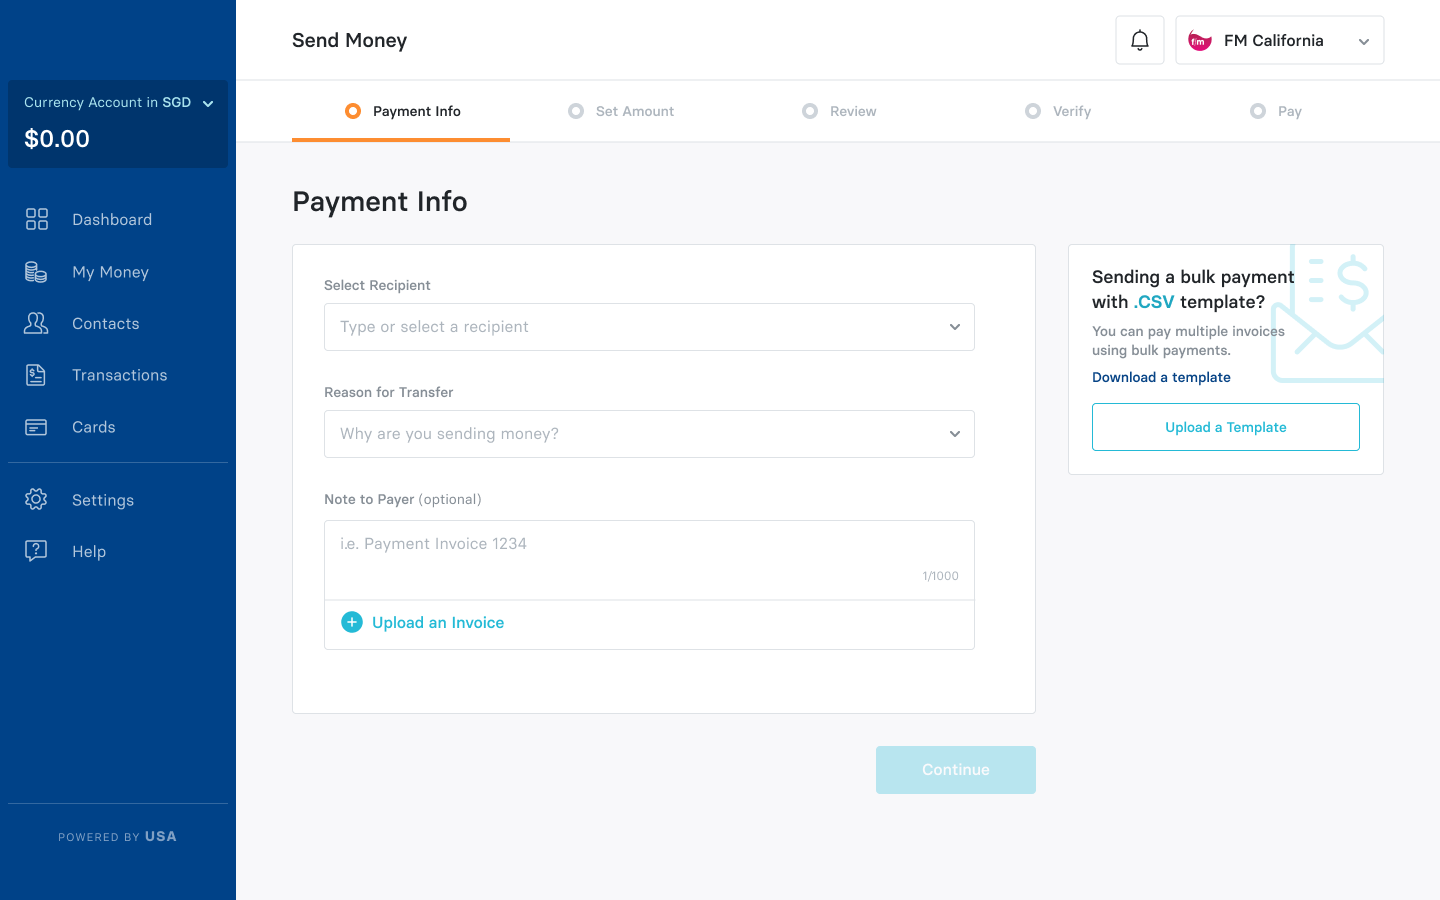 Send Money
fm
FM California
Currency Account in SGD
$0.00
Dashboard
My Money
Contacts
Transactions
Cards
Settings
Help
POWERED BY USA
Payment Info
Set Amount
Review
Verify
Pay
Payment Info
Select Recipient
Type or select a recipient
Reason for Transfer
Why are you sending money?
Note to Payer (optional)
i.e. Payment Invoice 1234
1/1000
Upload an Invoice
Continue
Sending a bulk payment
with .CSV template?
You can pay multiple invoices
using bulk payments.
Download a template
Upload a Template